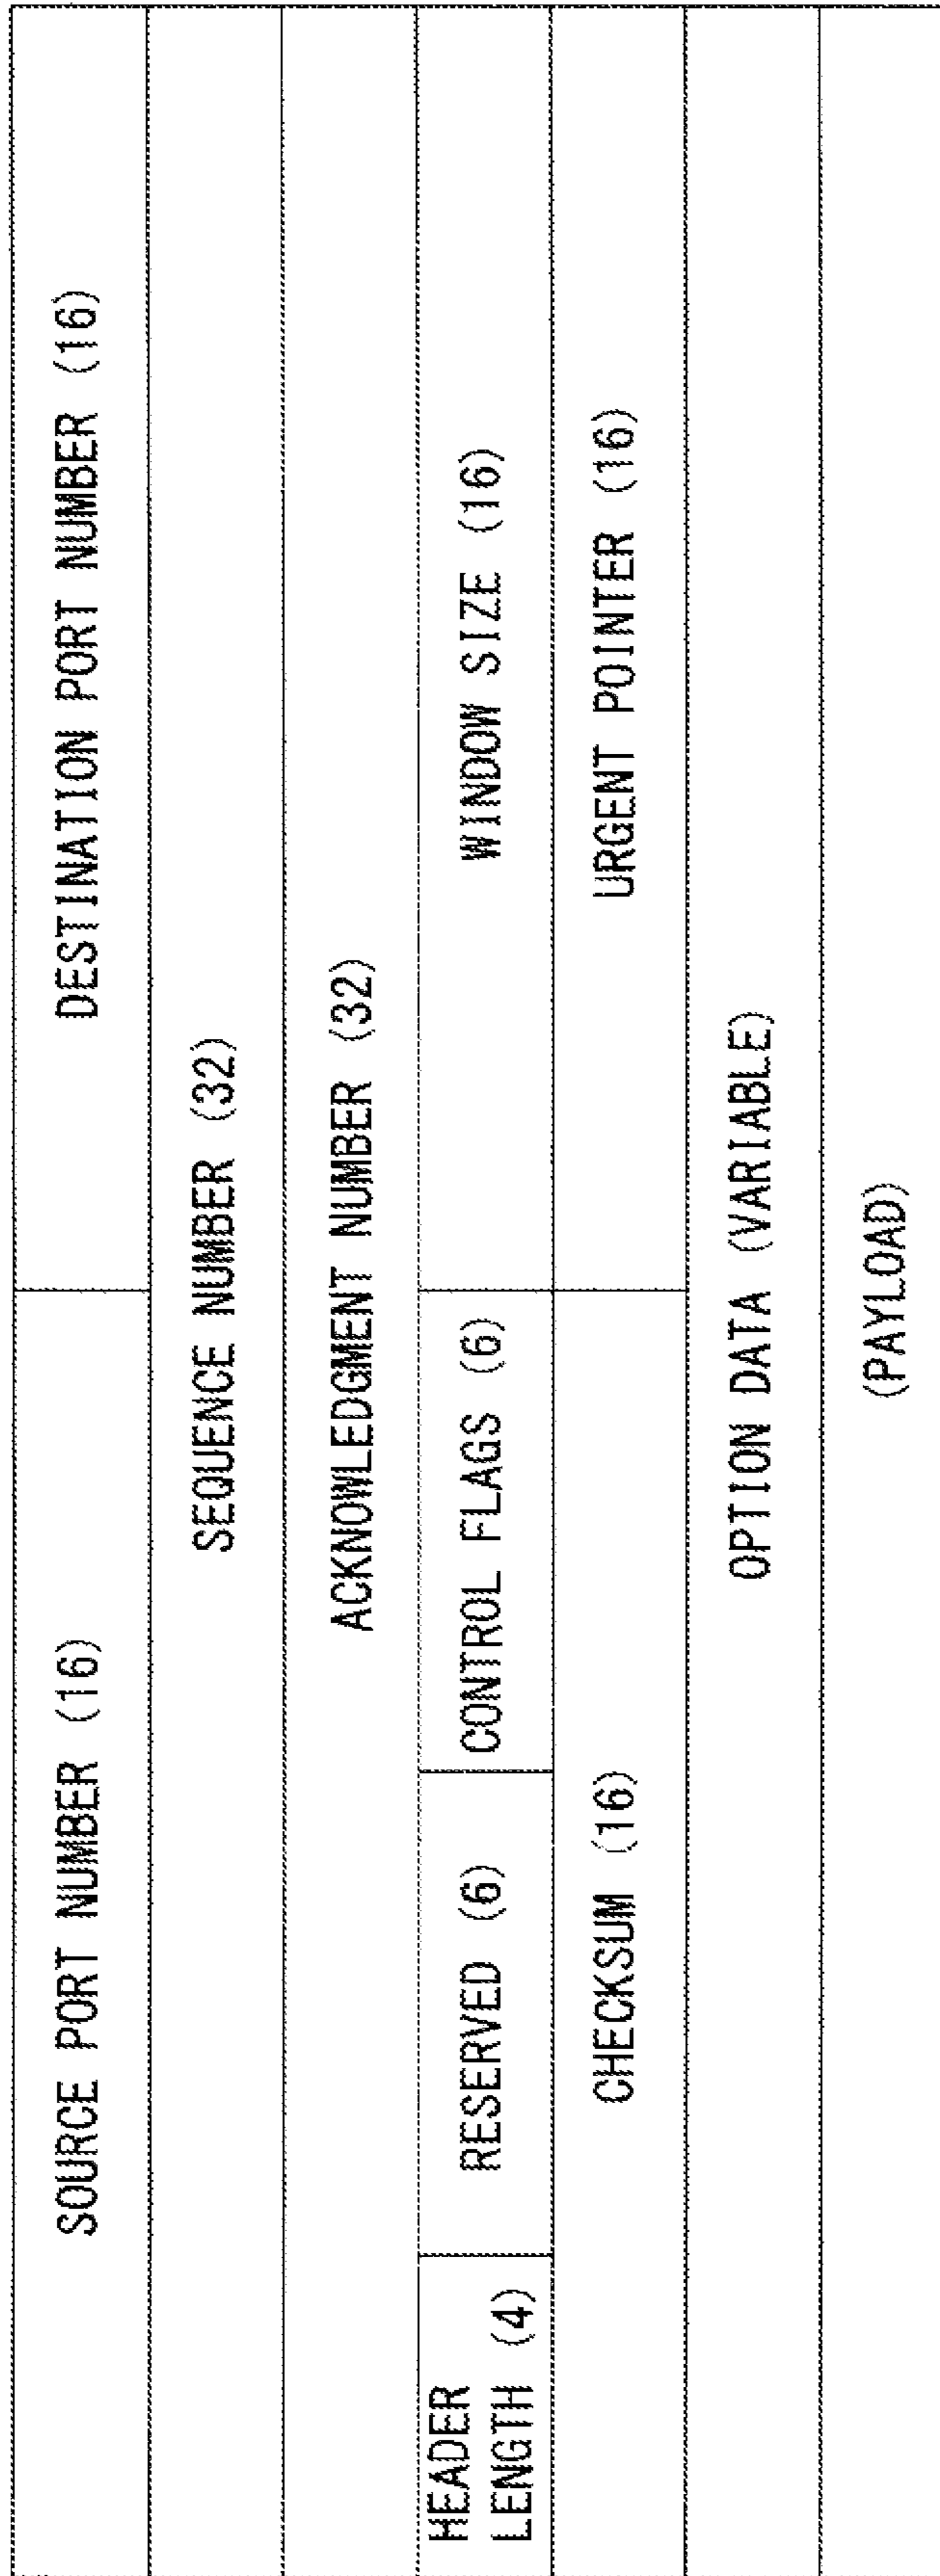 SOURCE PORT NUMBER (16)
DESTINATION PORT NUMBER (16)
SEQUENCE NUMBER (32)
ACKNOWLEDGMENT NUMBER (32)
HEADER
LENGTH (4)
RESERVED (6)
CONTROL FLAGS (6)
WINDOW SIZE (16)
CHECKSUM (16)
URGENT POINTER (16)
OPTION DATA (VARIABLE)
(PAYLOAD)